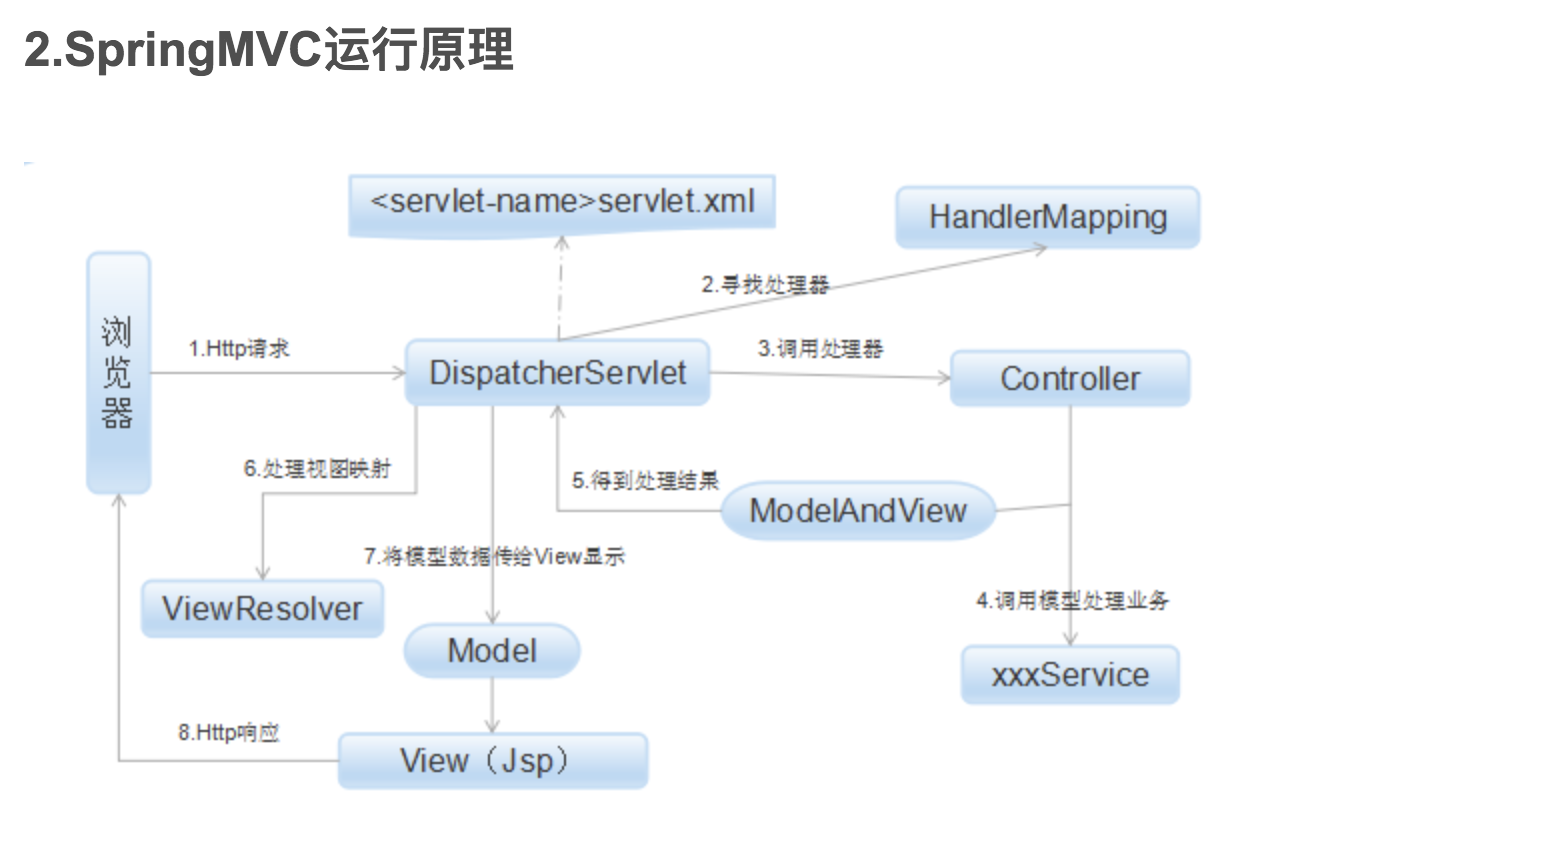 2.SpringMVC运行原理
<servlet-name>servlet.xml
HandlerMapping
2.寻找处理器
浏览器
1.Http请求
3.调用处理器
DispatcherServlet
Controller
6.处理视图映射
5.得到处理结果
ModelAndView
7.将模型数据传给View显示
ViewResolver
4.调用模型处理业务
Model
xxxService
8.Http响应
View（Jsp）